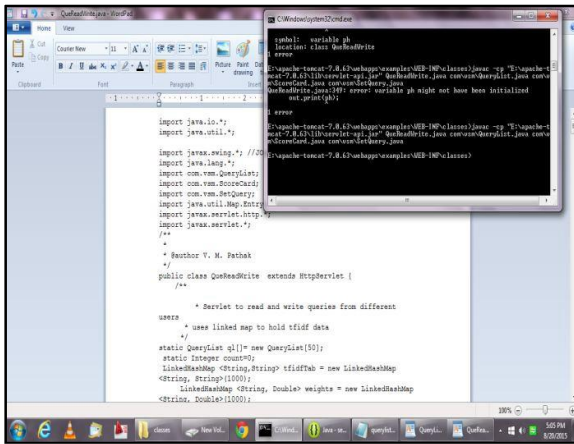 QueReadWrite.java - WordPad
Home View
Cut
Copy
Paste
Clipboard
Courier New 11
Font
Paragraph
Picture Paint drawing
Insert
C:\Windows\system32\cmd.exe
symbol: variable ph
location: class QueReadWrite
1 error
E:\apache-tomcat-7.0.63\webapps\examples\WEB-INF\classes>javac -cp "E:\apache-t
mcat-7.0.63\lib\servlet-api.jar" QueReadWrite.java com\vsm\QueryList.java com\vs
m\ScoreCard.java com\vsm\SetQuery.java
QueReadWrite.java:349: error: variable ph might not have been initialized
out.print(ph);
^
1 error
E:\apache-tomcat-7.0.63\webapps\examples\WEB-INF\classes>javac -cp "E:\apache-t
mcat-7.0.63\lib\servlet-api.jar" QueReadWrite.java com\vsm\QueryList.java com\vs
m\ScoreCard.java com\vsm\SetQuery.java
E:\apache-tomcat-7.0.63\webapps\examples\WEB-INF\classes>
import java.io.*;
import java.util.*;
import javax.swing.*; //JO
import java.lang.*;
import com.vsm.QueryList;
import com.vsm.ScoreCard;
import com.vsm.SetQuery;
import java.util.Map.Entry
import javax.servlet.http.*
import javax.servlet.*;
/**
*
* @author V. M. Pathak
*/
public class QueReadWrite extends HttpServlet {
/**
* Servlet to read and write queries from different
users
* uses linked map to hold tfidf data
*/
static QueryList ql[]= new QueryList[50];
static Integer count=0;
LinkedHashMap <String,String> tfidfTab = new LinkedHashMap
<String, String>(1000);
LinkedHashMap <String, Double> weights = new LinkedHashMap
<String, Double>(1000);
100%
classes
New Vol...
C:\Wind...
Java - se...
querylist...
QueryLi...
QueRea...
5:05 PM
8/20/2015